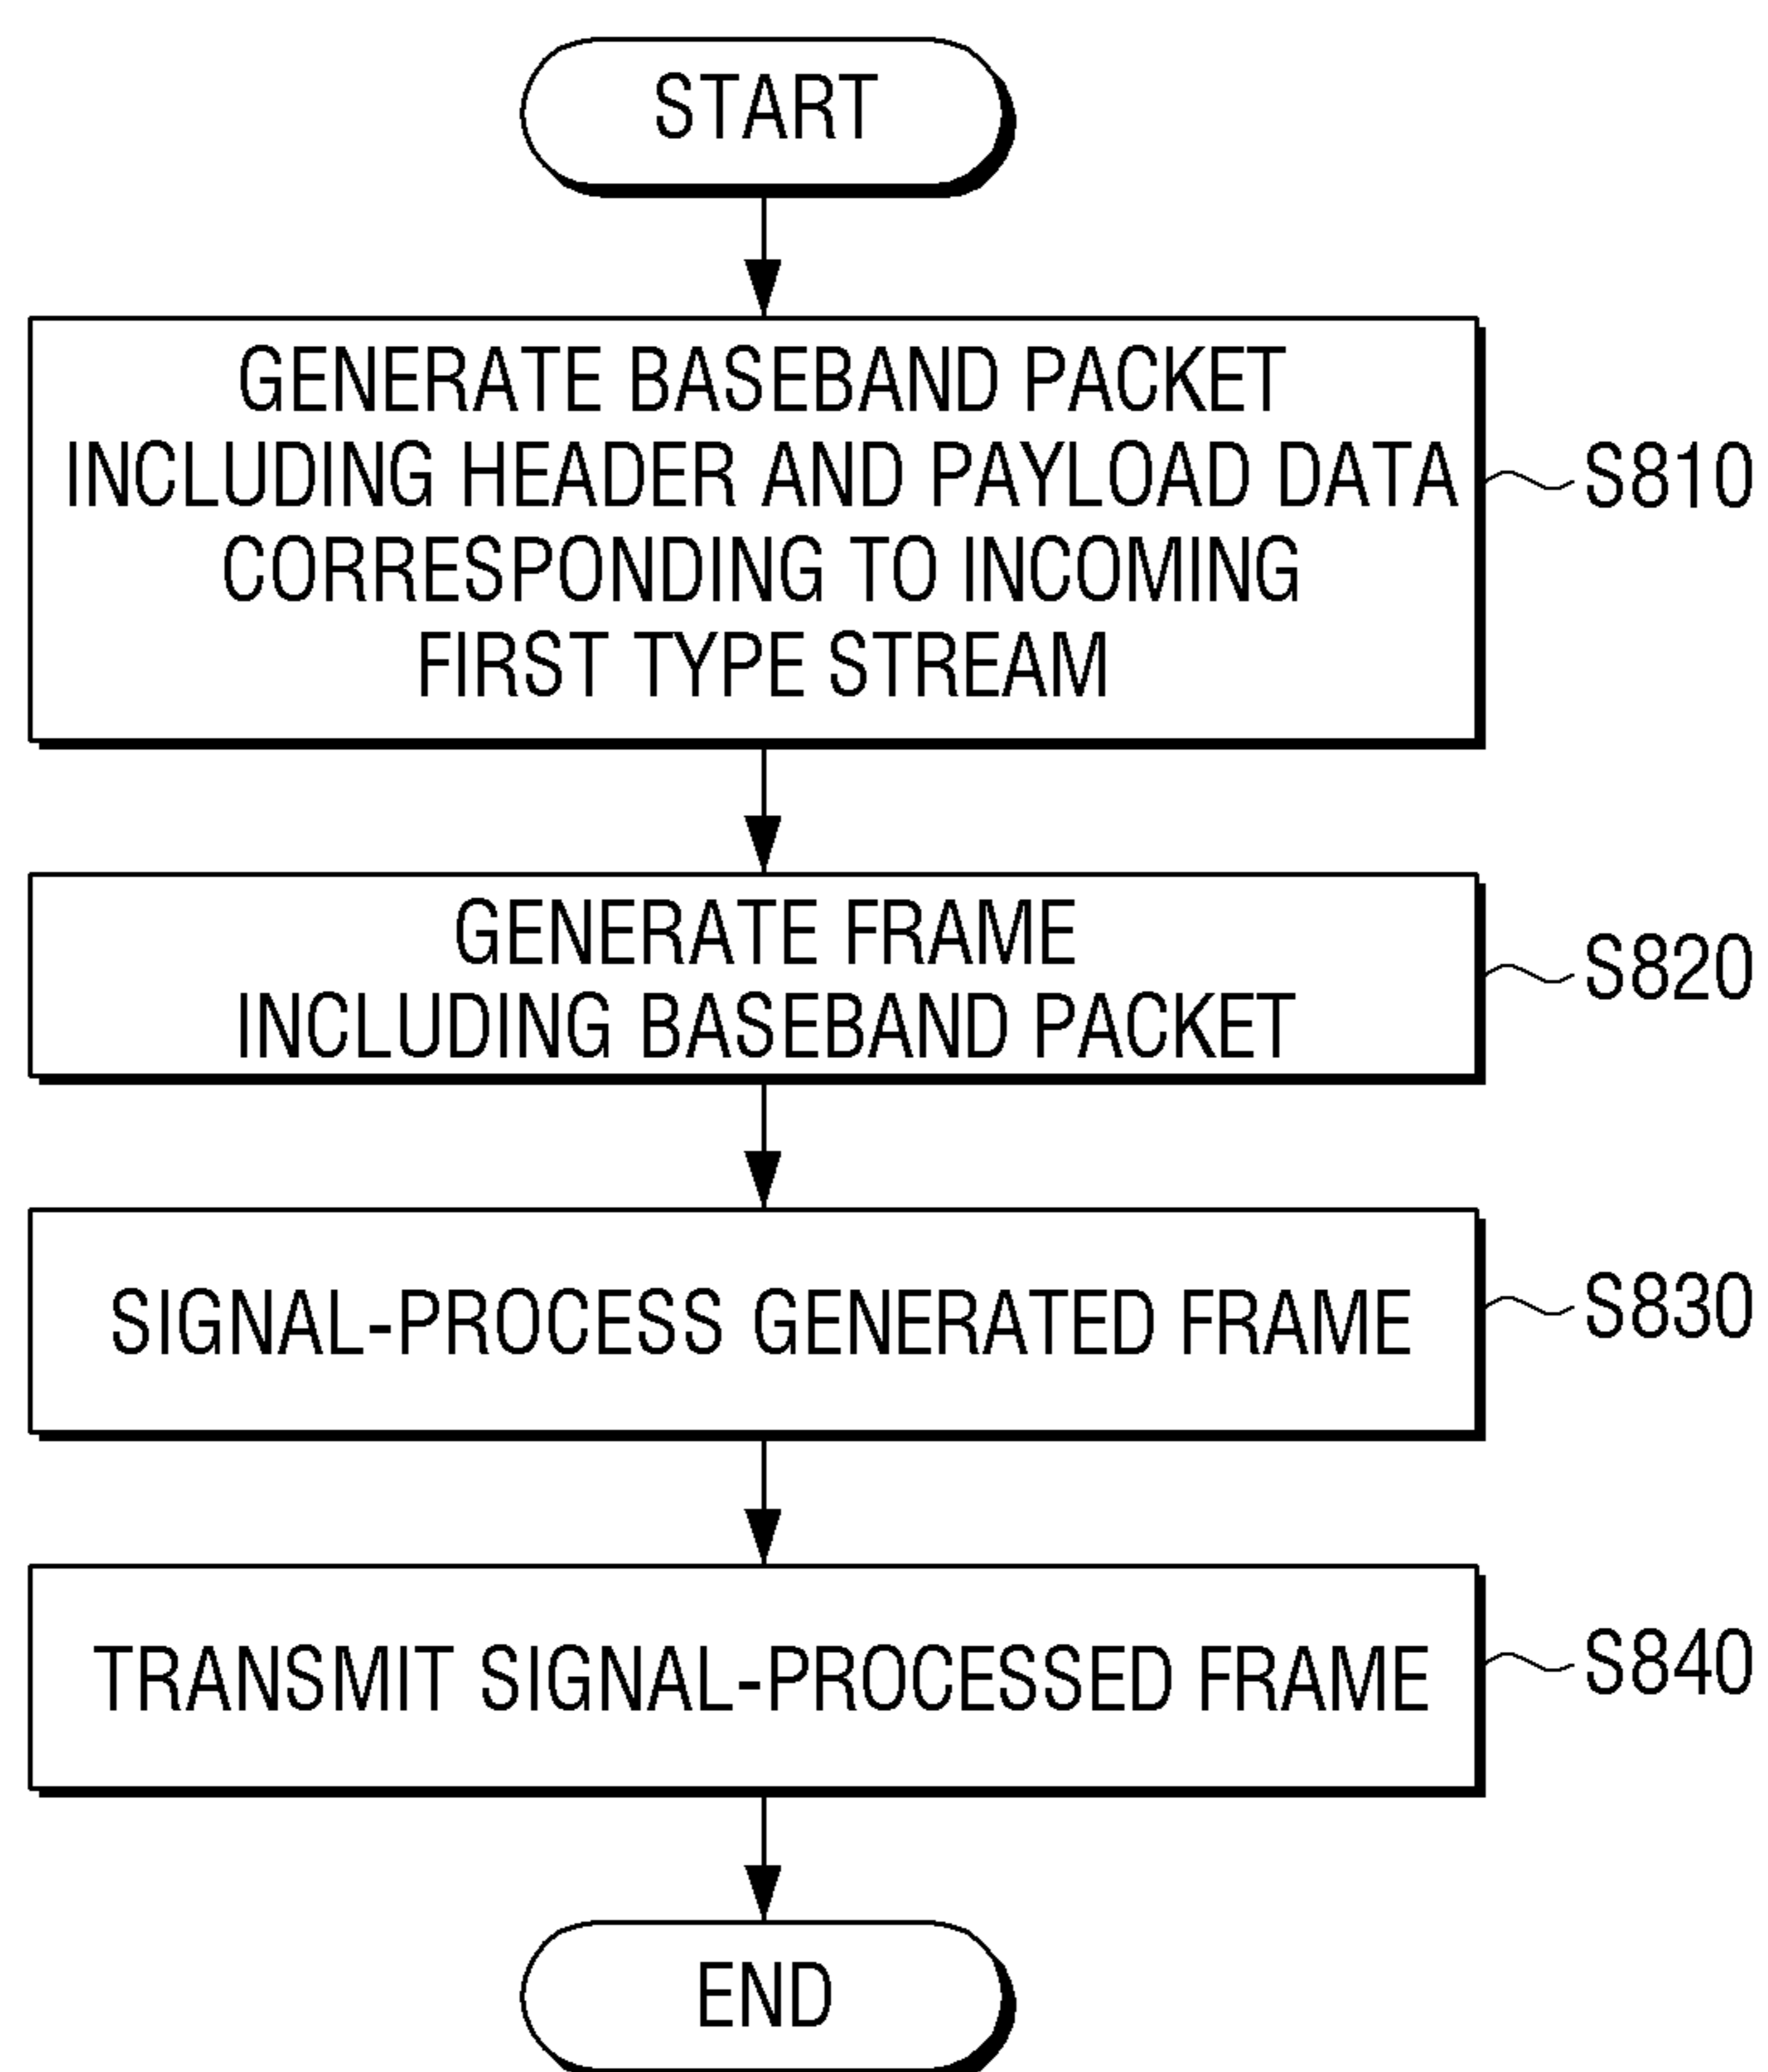 START
GENERATE BASEBAND PACKET
INCLUDING HEADER AND PAYLOAD DATA
CORRESPONDING TO INCOMING
FIRST TYPE STREAM
S810
GENERATE FRAME
INCLUDING BASEBAND PACKET
S820
SIGNAL-PROCESS GENERATED FRAME
S830
TRANSMIT SIGNAL-PROCESSED FRAME
S840
END